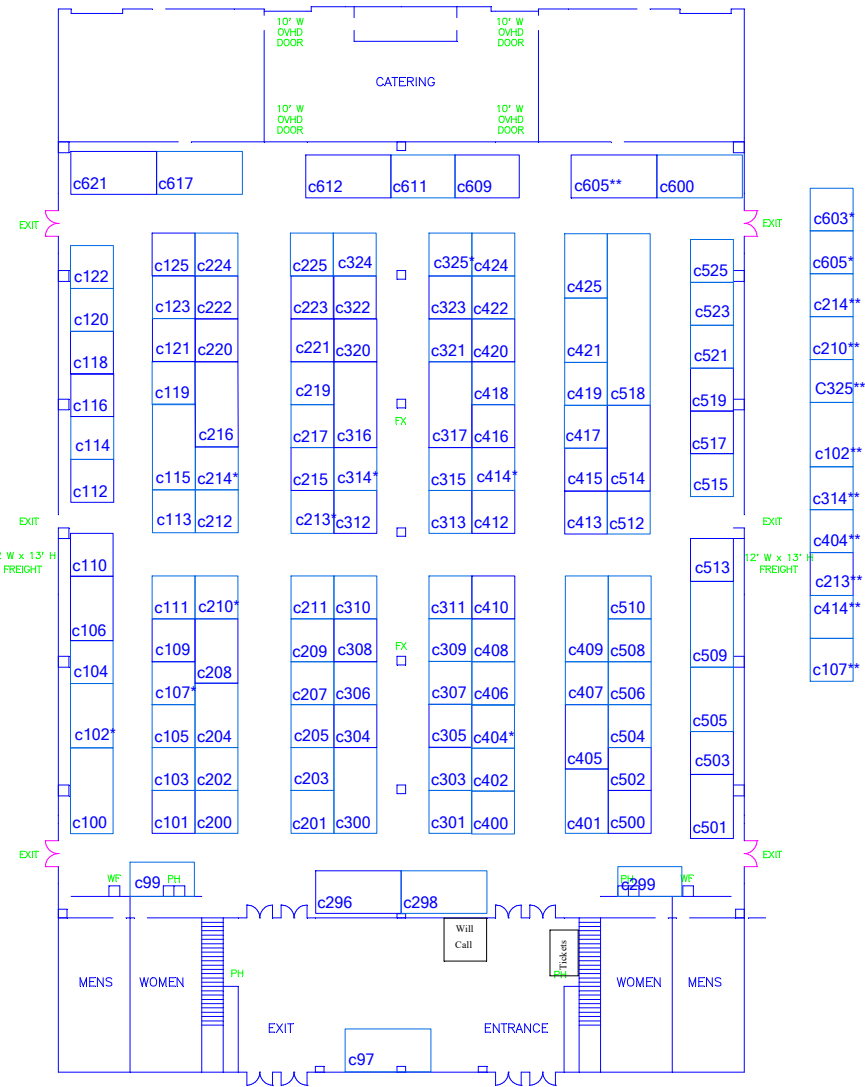 10' W OVHD DOOR
10' W OVHD DOOR
CATERING
10' W OVHD DOOR
10' W OVHD DOOR
c621 c617 c612 c611 c609 c605** c600
EXIT
EXIT
c603*
c605*
c214**
c210**
C325**
c102**
c314**
c404**
c213**
c414**
c107**
c122
c120
c118
c116
c114
c112
c125 c224
c123 c222
c121 c220
c119
c216
c115 c214*
c113 c212
c225 c324
c223 c322
c221 c320
c219
c217 c316
c215 c314*
c213* c312
FX
c325* c424
c323 c422
c321 c420
c418
c317 c416
c315 c414*
c313 c412
c425
c421
c419 c518
c417
c415 c514
c413 c512
c525
c523
c521
c519
c517
c515
EXIT
EXIT
W x 13' H
FREIGHT
12' W x 13' H
FREIGHT
c110
c106
c104
c102*
c100
c111 c210*
c109
c208
c107*
c105 c204
c103 c202
c101 c200
c211 c310
c209 c308
c207 c306
c205 c304
c203
c201 c300
FX
c311 c410
c309 c408
c307 c406
c305 c404*
c303 c402
c301 c400
c510
c409 c508
c407 c506
c504
c405
c502
c401 c500
c513
c509
c505
c503
c501
EXIT
EXIT
WF c99 PH
c296 c298
PH c299 WF
Will
Call
Tickets
PH
PH
MENS WOMEN
WOMEN MENS
EXIT
ENTRANCE
c97